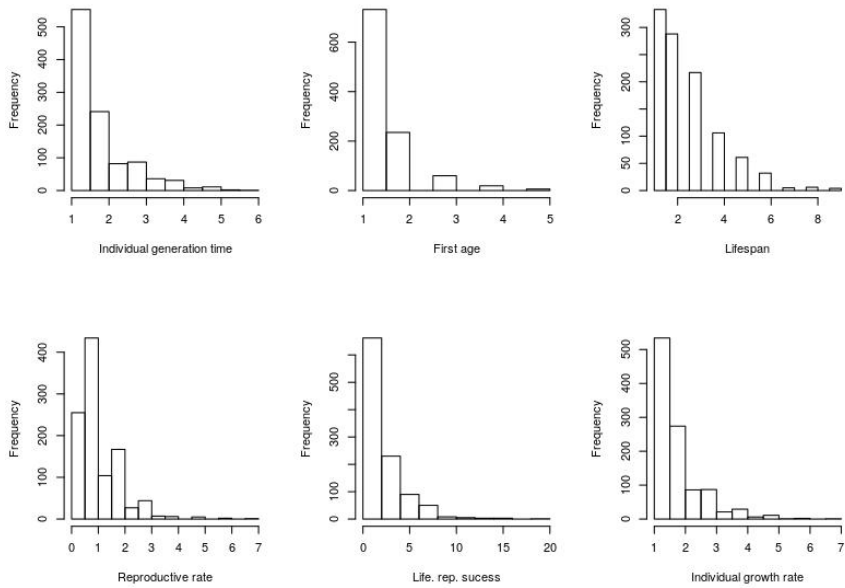 Frequency
0 100 200 300 400 500
1 2 3 4 5 6
Individual generation time
Frequency
0 200 400 600
1 2 3 4 5
First age
Frequency
0 50 100 200 300
2 4 6 8
Lifespan
Frequency
0 100 200 300 400
0 1 2 3 4 5 6 7
Reproductive rate
Frequency
0 100 300 500
0 5 10 15 20
Life. rep. sucess
Frequency
0 100 200 300 400 500
1 2 3 4 5 6 7
Individual growth rate